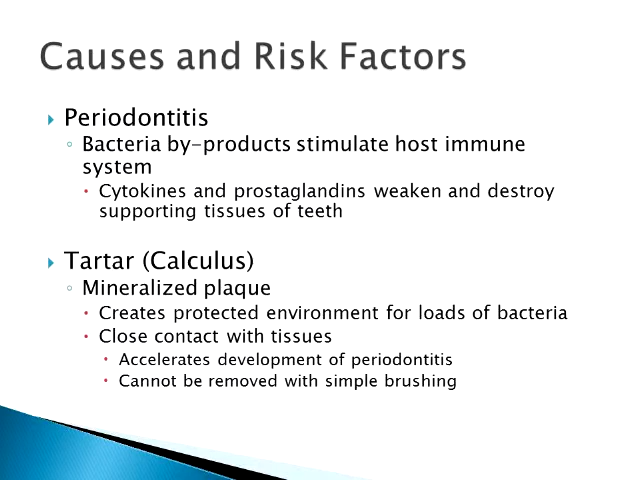 Causes and Risk Factors
Periodontitis
Bacteria by-products stimulate host immune
system
Cytokines and prostaglandins weaken and destroy
supporting tissues of teeth
Tartar (Calculus)
Mineralized plaque
Creates protected environment for loads of bacteria
Close contact with tissues
Accelerates development of periodontitis
Cannot be removed with simple brushing